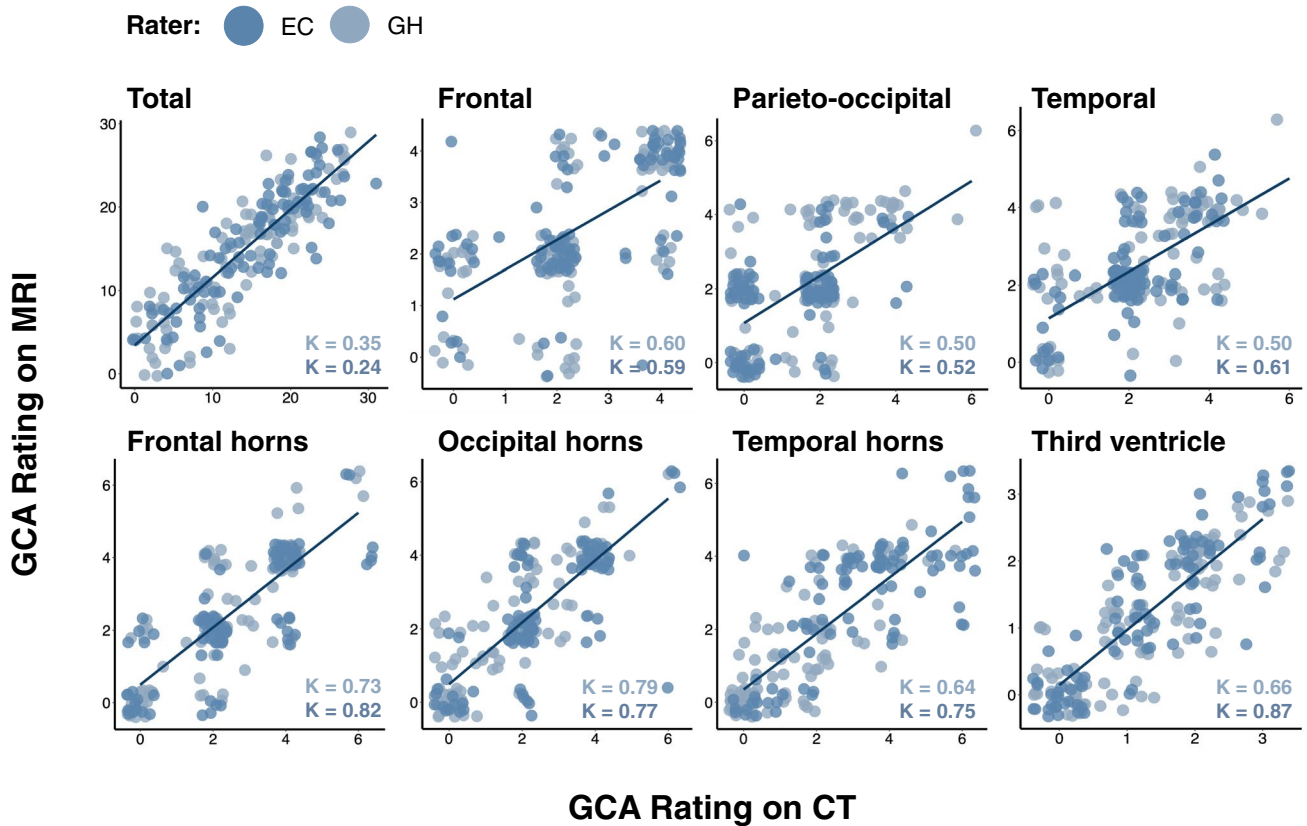 Rater: EC GH
Total
Frontal
Parieto-occipital
Temporal
30
20
10
0
K = 0.35
K = 0.24
0 10 20 30
4
3
2
1
0
K = 0.60
K = 0.59
0 1 2 3 4
6
4
2
0
K = 0.50
K = 0.52
0 2 4 6
6
4
2
0
K = 0.50
K = 0.61
0 2 4 6
Frontal horns
Occipital horns
Temporal horns
Third ventricle
6
4
2
0
K = 0.73
K = 0.82
0 2 4 6
6
4
2
0
K = 0.79
K = 0.77
0 2 4 6
6
4
2
0
K = 0.64
K = 0.75
0 2 4 6
3
2
1
0
K = 0.66
K = 0.87
0 1 2 3
GCA Rating on MRI
GCA Rating on CT